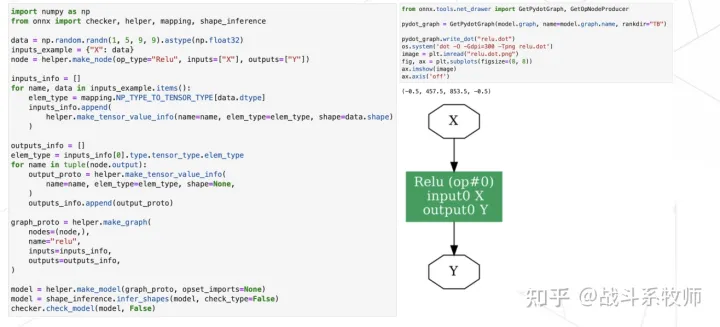 import numpy as np
from onnx import checker, helper, mapping, shape_inference

data = np.random.randn(1, 5, 9, 9).astype(np.float32)
inputs_example = {"X": data}
node = helper.make_node(op_type="Relu", inputs=["X"], outputs=["Y"])

inputs_info = []
for name, data in inputs_example.items():
    elem_type = mapping.NP_TYPE_TO_TENSOR_TYPE[data.dtype]
    inputs_info.append(
        helper.make_tensor_value_info(name=name, elem_type=elem_type, shape=data.shape)
    )

outputs_info = []
elem_type = inputs_info[0].type.tensor_type.elem_type
for name in tuple(node.output):
    output_proto = helper.make_tensor_value_info(
        name=name, elem_type=elem_type, shape=None,
    )
    outputs_info.append(output_proto)

graph_proto = helper.make_graph(
    nodes=(node,),
    name="relu",
    inputs=inputs_info,
    outputs=outputs_info,
)

model = helper.make_model(graph_proto, opset_imports=None)
model = shape_inference.infer_shapes(model, check_type=False)
checker.check_model(model, False)
from onnx.tools.net_drawer import GetPydotGraph, GetOpNodeProducer

pydot_graph = GetPydotGraph(model.graph, name=model.graph.name, rankdir="TB")

pydot_graph.write_dot("relu.dot")
os.system('dot -O -Gdpi=300 -Tpng relu.dot')
image = plt.imread("relu.dot.png")
fig, ax = plt.subplots(figsize=(8, 8))
ax.imshow(image)
ax.axis('off')
(-0.5, 457.5, 853.5, -0.5)
X
Relu (op#0)
input0 X
output0 Y
Y
知乎 @战斗系牧师